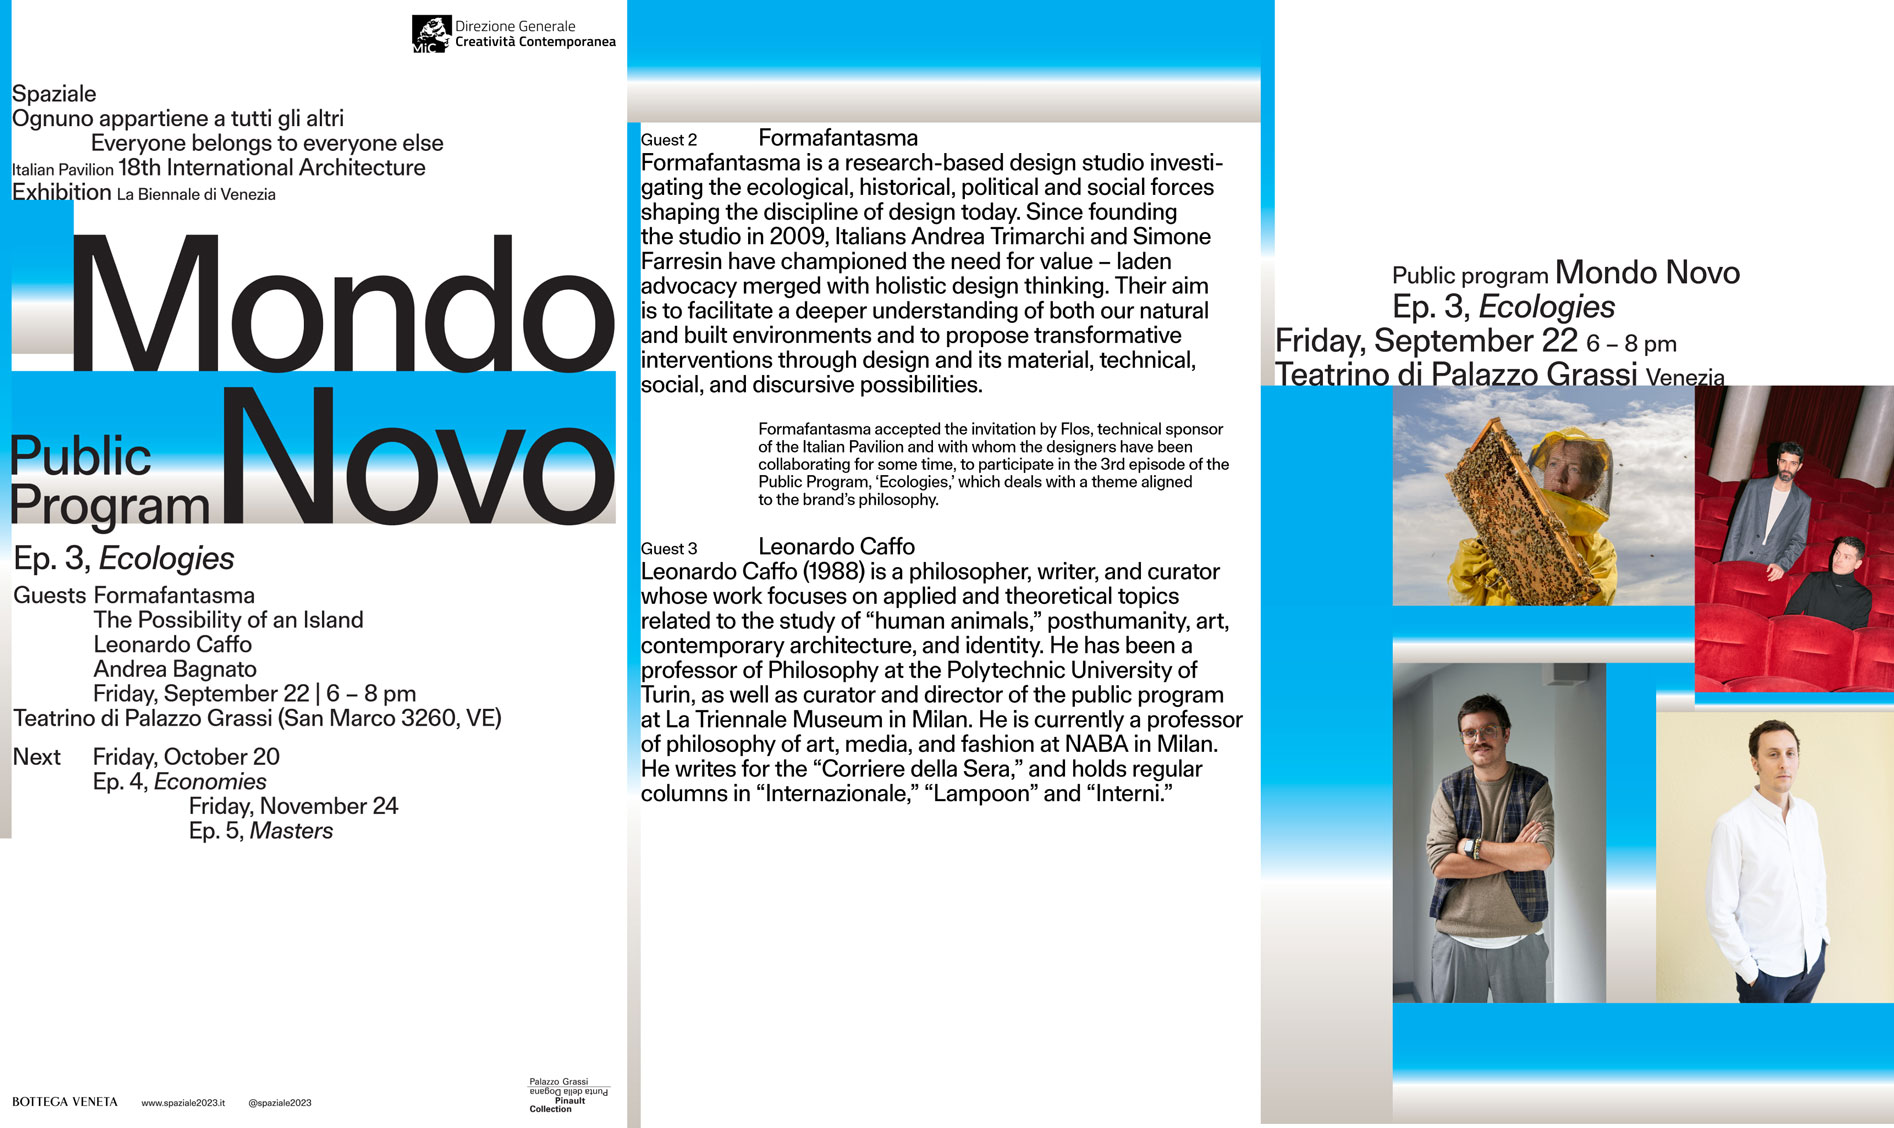 MiC
Direzione Generale
Creatività Contemporanea
Spaziale
Ognuno appartiene a tutti gli altri
Everyone belongs to everyone else
Italian Pavilion 18th International Architecture
Exhibition La Biennale di Venezia
Mondo
Novo
Public
Program
Ep. 3, Ecologies
Guests Formafantasma
The Possibility of an Island
Leonardo Caffo
Andrea Bagnato
Friday, September 22 | 6 – 8 pm
Teatrino di Palazzo Grassi (San Marco 3260, VE)
Next Friday, October 20
Ep. 4, Economies
Friday, November 24
Ep. 5, Masters
BOTTEGA VENETA www.spaziale2023.it @spaziale2023
Palazzo Grassi
Punta della Dogana
Pinault
Collection
Guest 2 Formafantasma
Formafantasma is a research-based design studio investi-
gating the ecological, historical, political and social forces
shaping the discipline of design today. Since founding
the studio in 2009, Italians Andrea Trimarchi and Simone
Farresin have championed the need for value – laden
advocacy merged with holistic design thinking. Their aim
is to facilitate a deeper understanding of both our natural
and built environments and to propose transformative
interventions through design and its material, technical,
social, and discursive possibilities.
Formafantasma accepted the invitation by Flos, technical sponsor
of the Italian Pavilion and with whom the designers have been
collaborating for some time, to participate in the 3rd episode of the
Public Program, ‘Ecologies,’ which deals with a theme aligned
to the brand’s philosophy.
Guest 3 Leonardo Caffo
Leonardo Caffo (1988) is a philosopher, writer, and curator
whose work focuses on applied and theoretical topics
related to the study of “human animals,” posthumanity, art,
contemporary architecture, and identity. He has been a
professor of Philosophy at the Polytechnic University of
Turin, as well as curator and director of the public program
at La Triennale Museum in Milan. He is currently a professor
of philosophy of art, media, and fashion at NABA in Milan.
He writes for the “Corriere della Sera,” and holds regular
columns in “Internazionale,” “Lampoon” and “Interni.”
Public program Mondo Novo
Ep. 3, Ecologies
Friday, September 22 6 – 8 pm
Teatrino di Palazzo Grassi Venezia